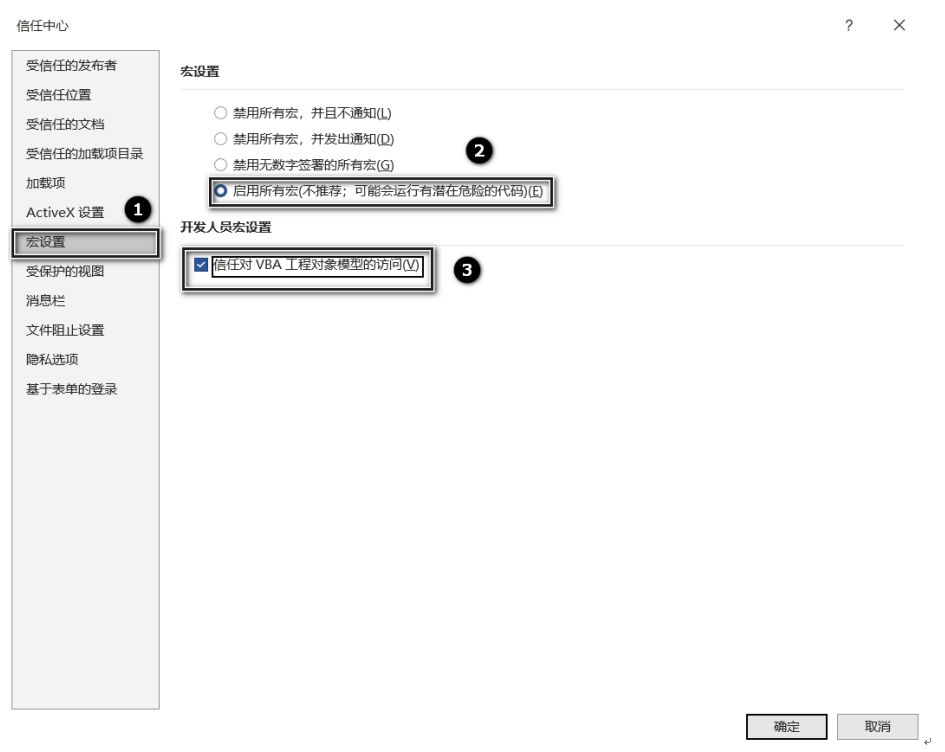 信任中心
?
受信任的发布者
受信任位置
受信任的文档
受信任的加载项目录
加载项
ActiveX 设置
1
宏设置
受保护的视图
消息栏
文件阻止设置
隐私选项
基于表单的登录
宏设置
禁用所有宏，并且不通知(L)
禁用所有宏，并发出通知(D)
2
禁用无数字签署的所有宏(G)
启用所有宏(不推荐；可能会运行有潜在危险的代码)(E)
开发人员宏设置
信任对 VBA 工程对象模型的访问(V)
3
确定
取消